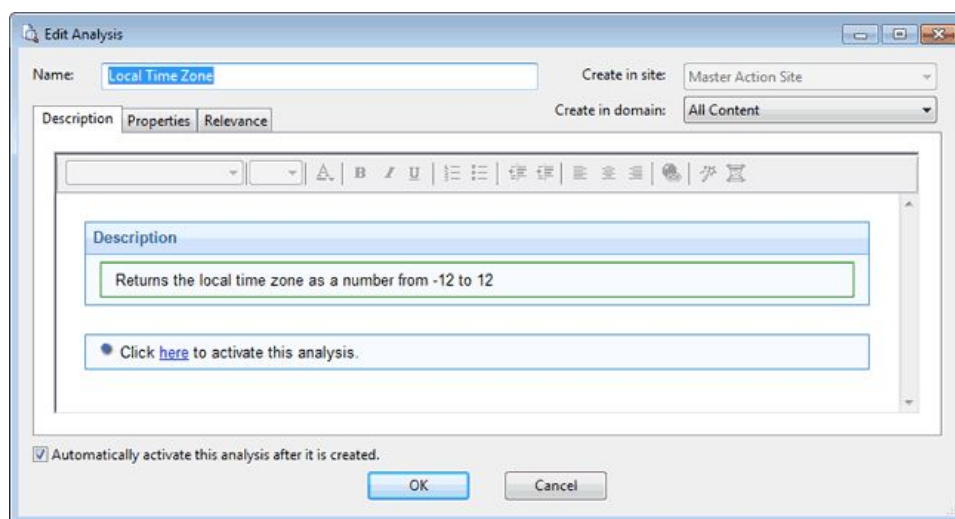 Edit Analysis
Name: Local Time Zone Create in site: Master Action Site
Create in domain: All Content
Description Properties Relevance
A B I U
Description
Returns the local time zone as a number from -12 to 12
Click here to activate this analysis.
Automatically activate this analysis after it is created.
OK Cancel